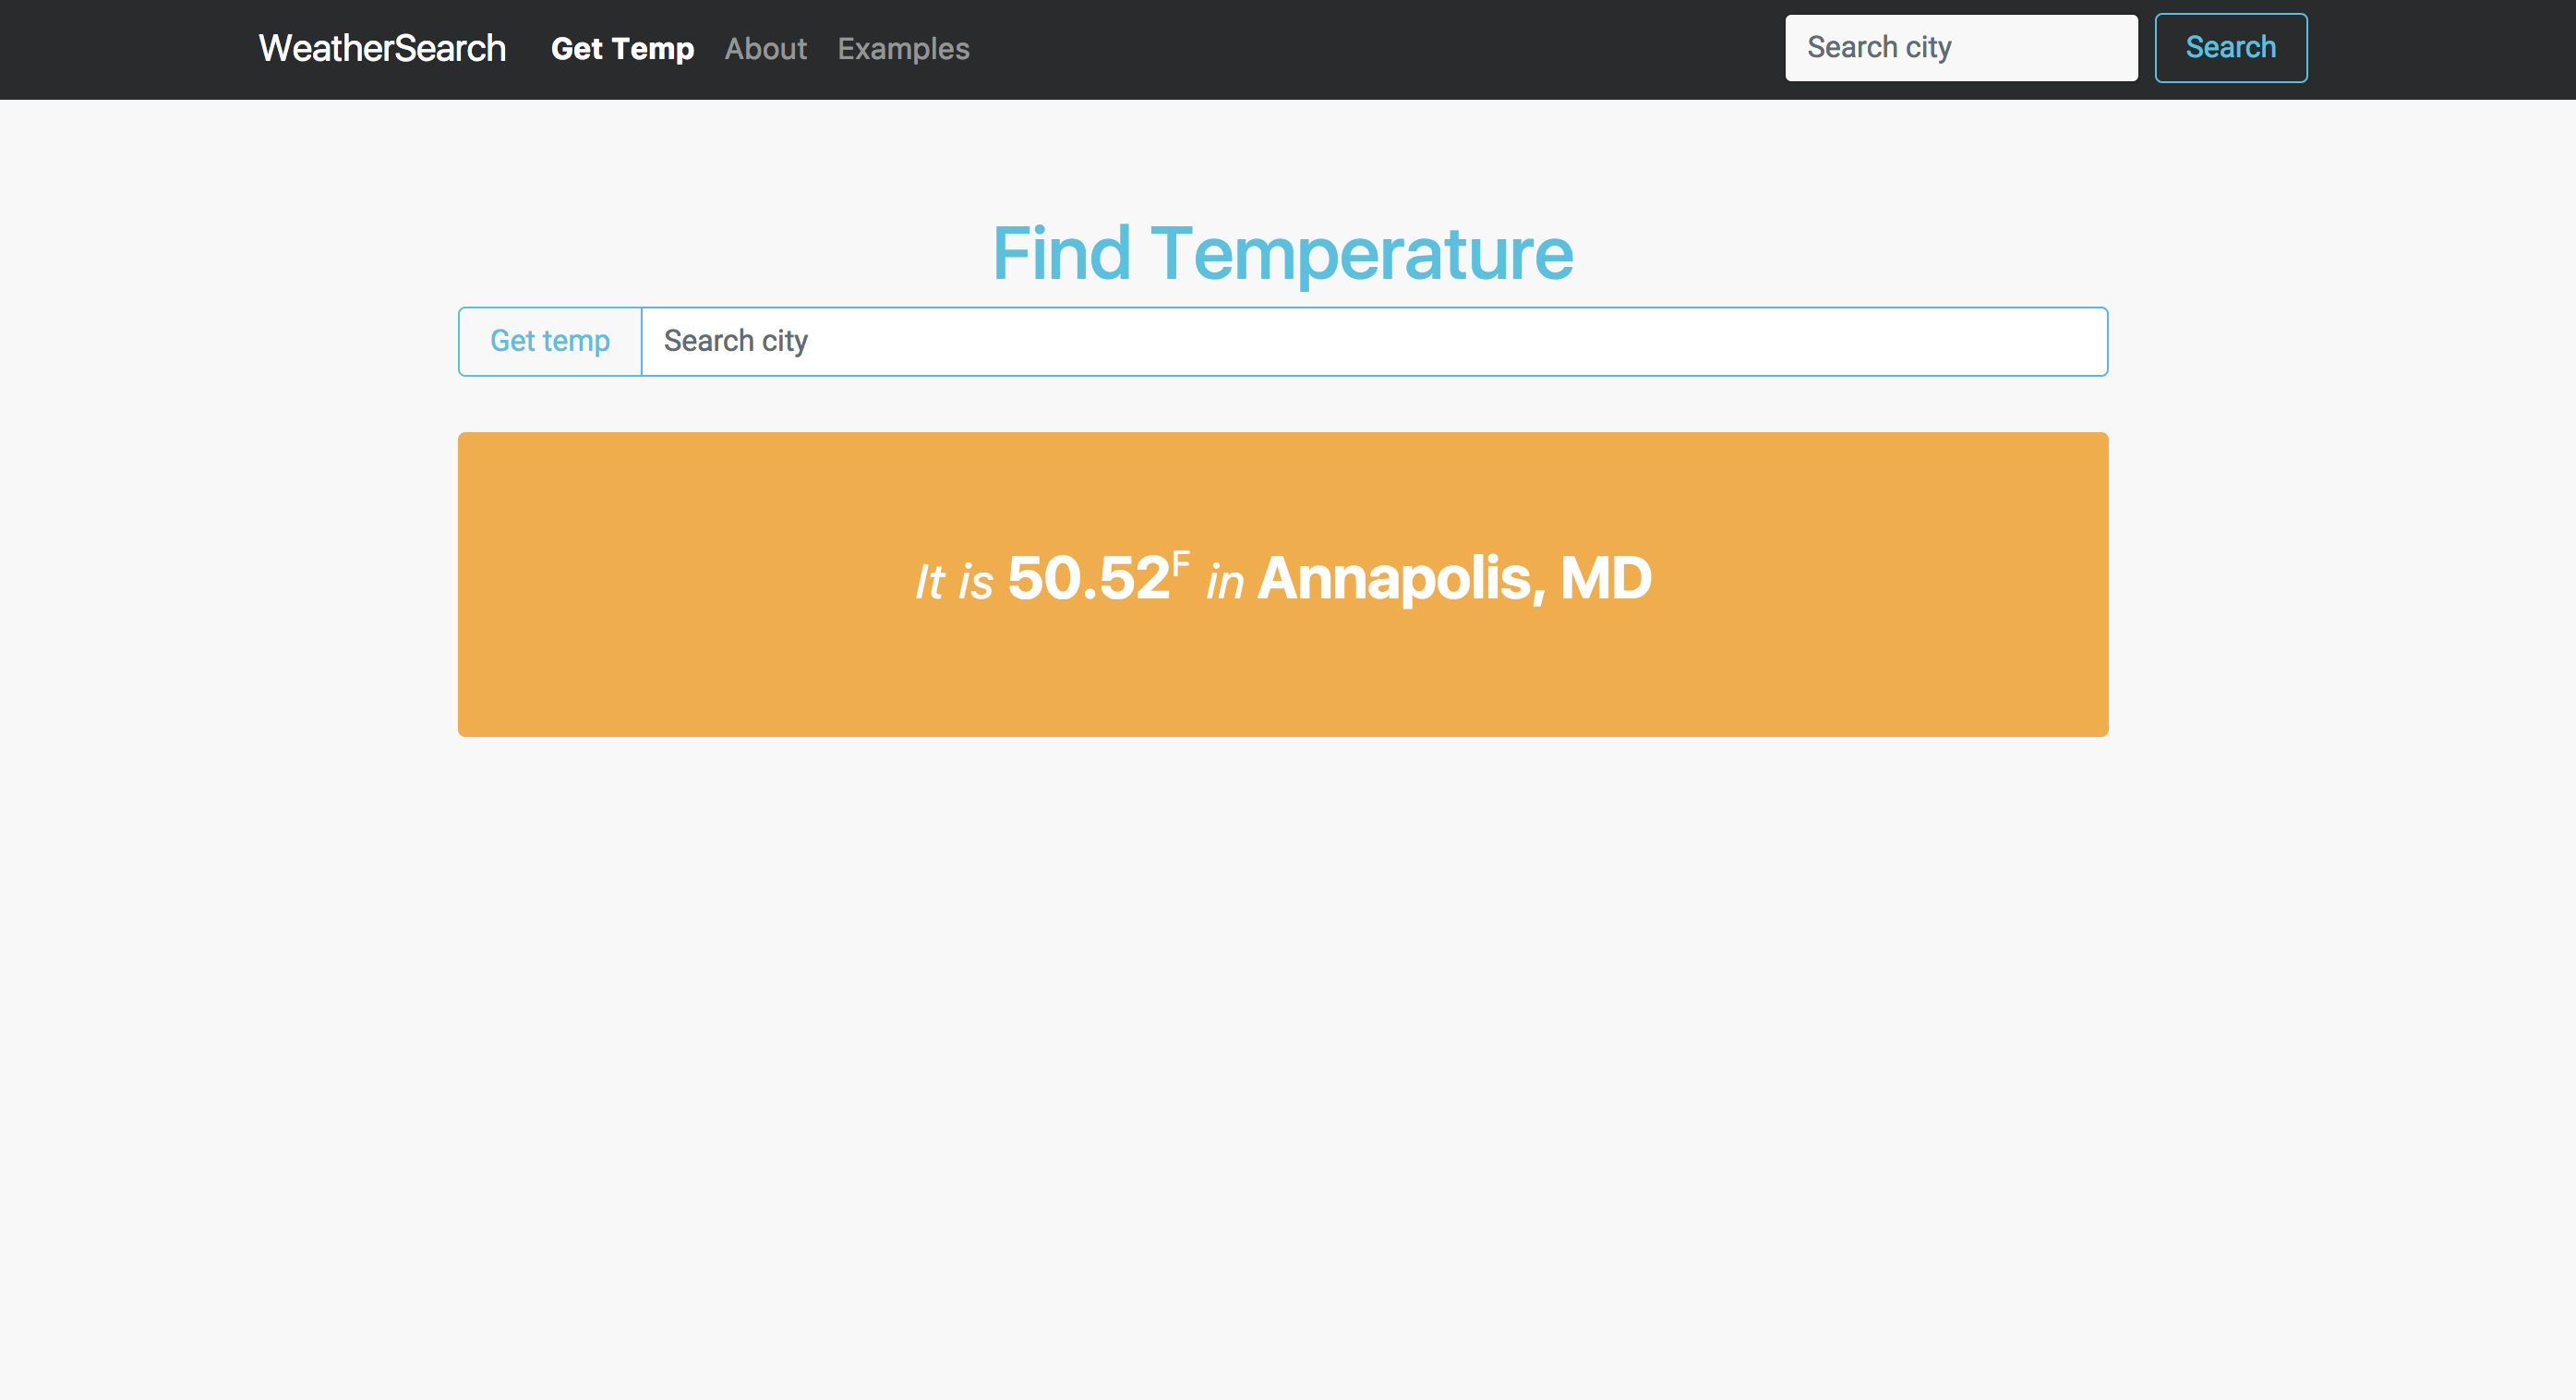 WeatherSearch Get Temp About Examples Search city Search
Find Temperature
Get temp Search city
It is 50.52F in Annapolis, MD